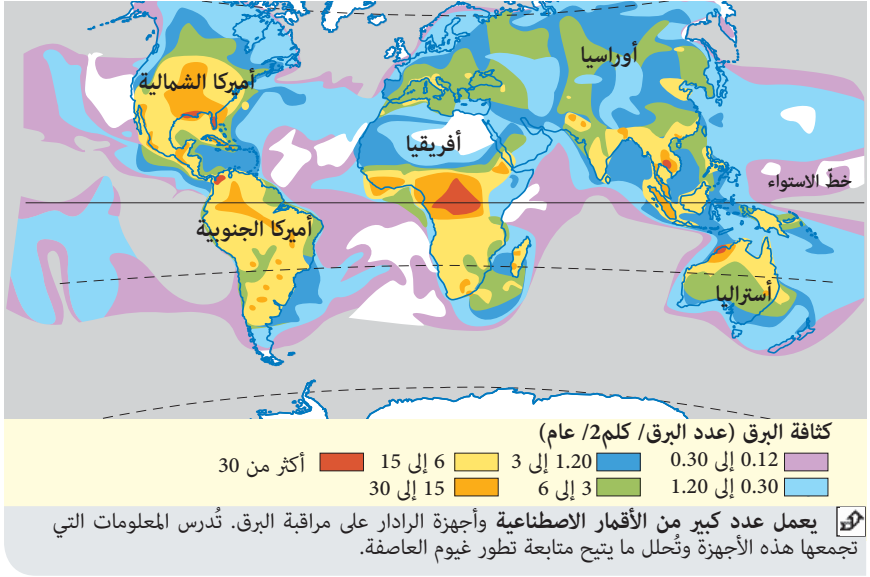 أوراسيا
أميركا الشمالية
أفريقيا
خطّ الاستواء
أميركا الجنوبية
أستراليا
كثافة البرق (عدد البرق/ كلم2/ عام)
0.12 إلى 0.30
1.20 إلى 3
6 إلى 15
أكثر من 30
0.30 إلى 1.20
3 إلى 6
15 إلى 30
يعمل عدد كبير من الأقمار الاصطناعية وأجهزة الرادار على مراقبة البرق. تُدرس المعلومات التي
تجمعها هذه الأجهزة وتُحلل ما يتيح متابعة تطور غيوم العاصفة.